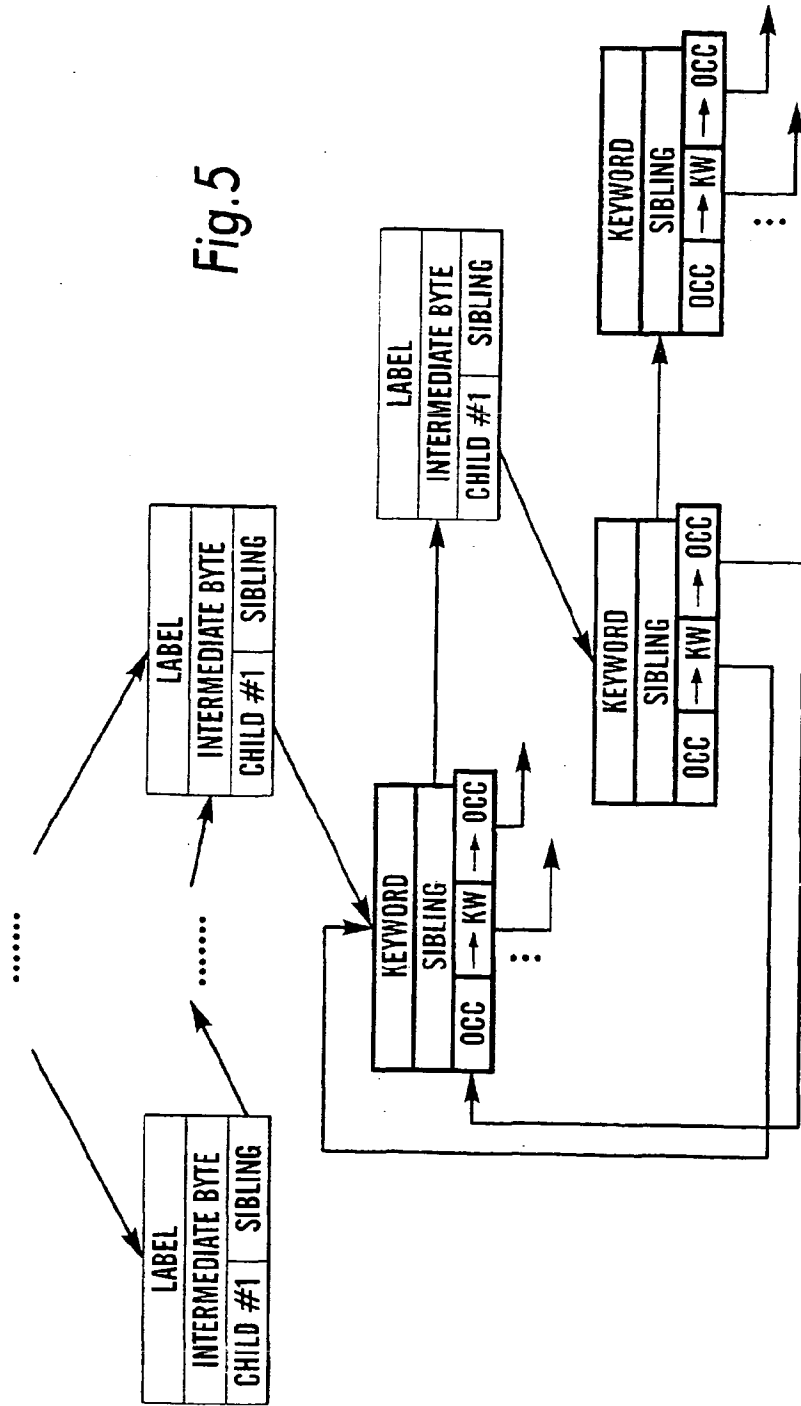 .......
Fig.5
LABEL
INTERMEDIATE BYTE
CHILD #1 SIBLING
.......
LABEL
INTERMEDIATE BYTE
CHILD #1 SIBLING
KEYWORD
SIBLING
OCC → KW → OCC
...
LABEL
INTERMEDIATE BYTE
CHILD #1 SIBLING
KEYWORD
SIBLING
OCC → KW → OCC
KEYWORD
SIBLING
OCC → KW → OCC
...